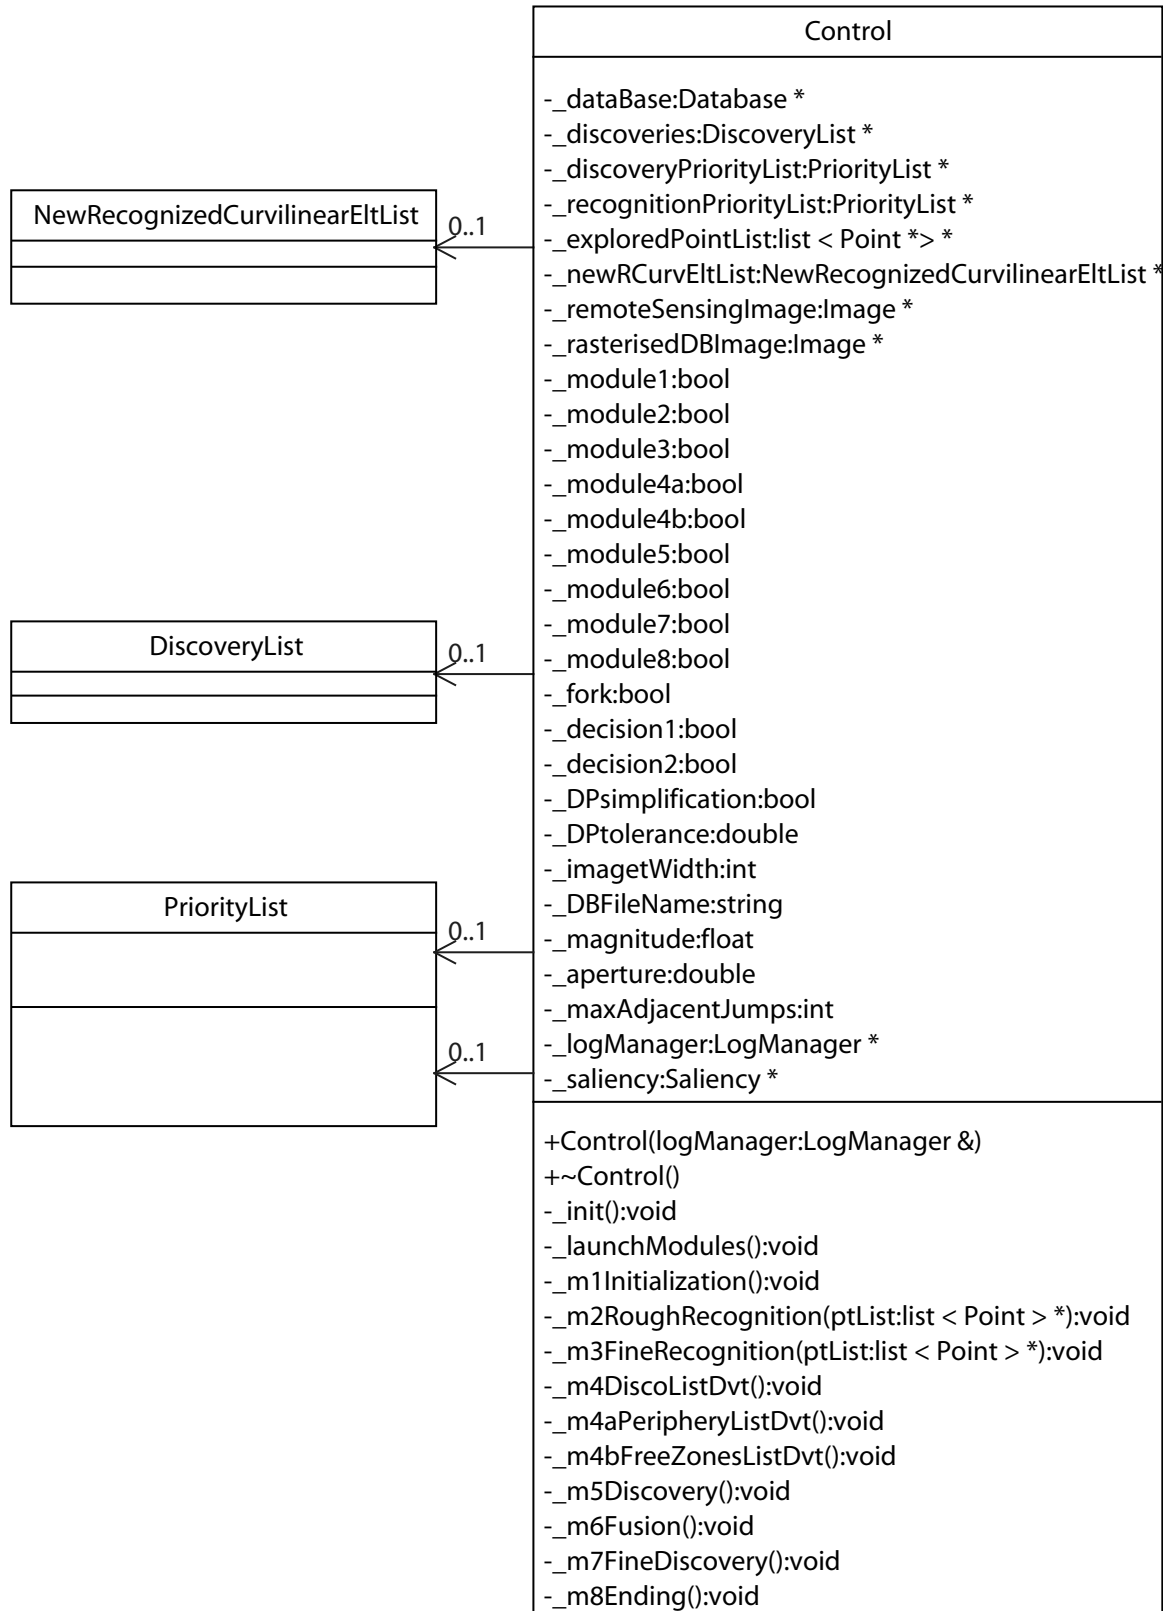 Control
-_dataBase:Database *
-_discoveries:DiscoveryList *
-_discoveryPriorityList:PriorityList *
-_recognitionPriorityList:PriorityList *
-_exploredPointList:list < Point *> *
-_newRCurvEltList:NewRecognizedCurvilinearEltList *
-_remoteSensingImage:Image *
-_rasterisedDBImage:Image *
-_module1:bool
-_module2:bool
-_module3:bool
-_module4a:bool
-_module4b:bool
-_module5:bool
-_module6:bool
-_module7:bool
-_module8:bool
-_fork:bool
-_decision1:bool
-_decision2:bool
-_DPsimplification:bool
-_DPtolerance:double
-_imagetWidth:int
-_DBFileName:string
-_magnitude:float
-_aperture:double
-_maxAdjacentJumps:int
-_logManager:LogManager *
-_saliency:Saliency *
+Control(logManager:LogManager &)
+~Control()
-_init():void
-_launchModules():void
-_m1Initialization():void
-_m2RoughRecognition(ptList:list < Point > *):void
-_m3FineRecognition(ptList:list < Point > *):void
-_m4DiscoListDvt():void
-_m4aPeripheryListDvt():void
-_m4bFreeZonesListDvt():void
-_m5Discovery():void
-_m6Fusion():void
-_m7FineDiscovery():void
-_m8Ending():void
NewRecognizedCurvilinearEltList
0..1
DiscoveryList
0..1
PriorityList
0..1
0..1